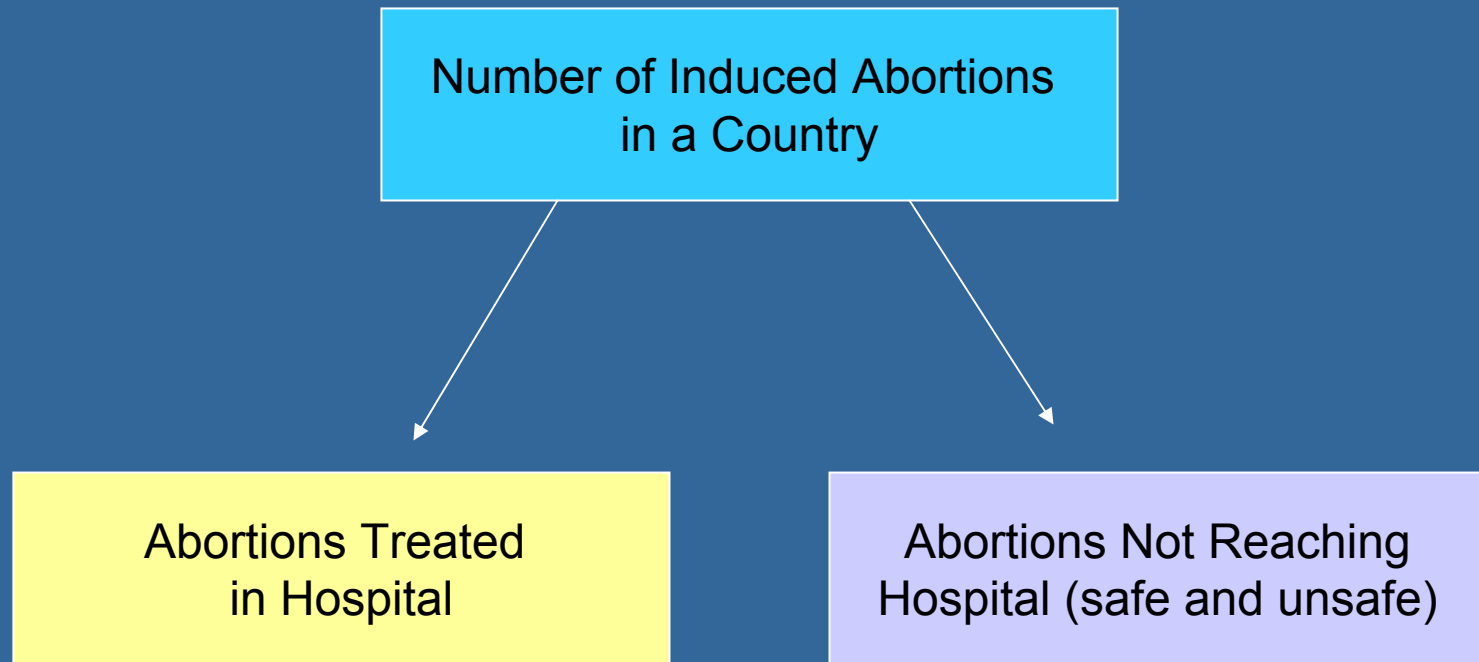 Number of Induced Abortions
in a Country
Abortions Treated
in Hospital
Abortions Not Reaching
Hospital (safe and unsafe)